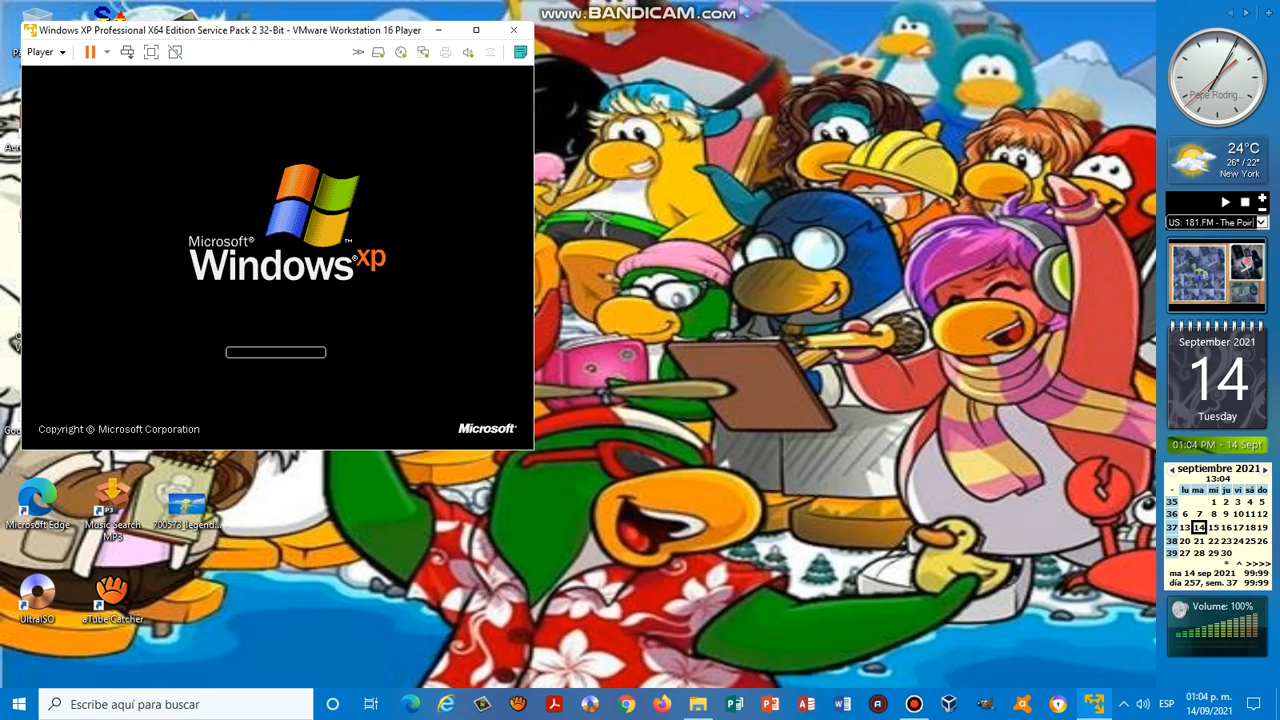 www.BANDICAM.com
Windows XP Professional X64 Edition Service Pack 2 32-Bit - VMware Workstation 16 Player
Player
Microsoft®
Windows® xp
™
Copyright © Microsoft Corporation
Microsoft®
Microsoft Edge
Music Search
MP3
700573_legend...
UltraISO
aTube Catcher
Pepe Rodrig...
24°C
26° / 22°
New York
US: 181.FM - The Poin
September 2021
14
Tuesday
01:04 PM - 14 Sept
septiembre 2021
13:04
- lu ma mi ju vi sá do
35 1 2 3 4 5
36 6 7 8 9 10 11 12
37 13 14 15 16 17 18 19
38 20 21 22 23 24 25 26
39 27 28 29 30
* ^ >>>>
ma 14 sep 2021 99:99
día 257, sem. 37 99:99
Volume: 100%
Escribe aquí para buscar
ESP
01:04 p. m.
14/09/2021